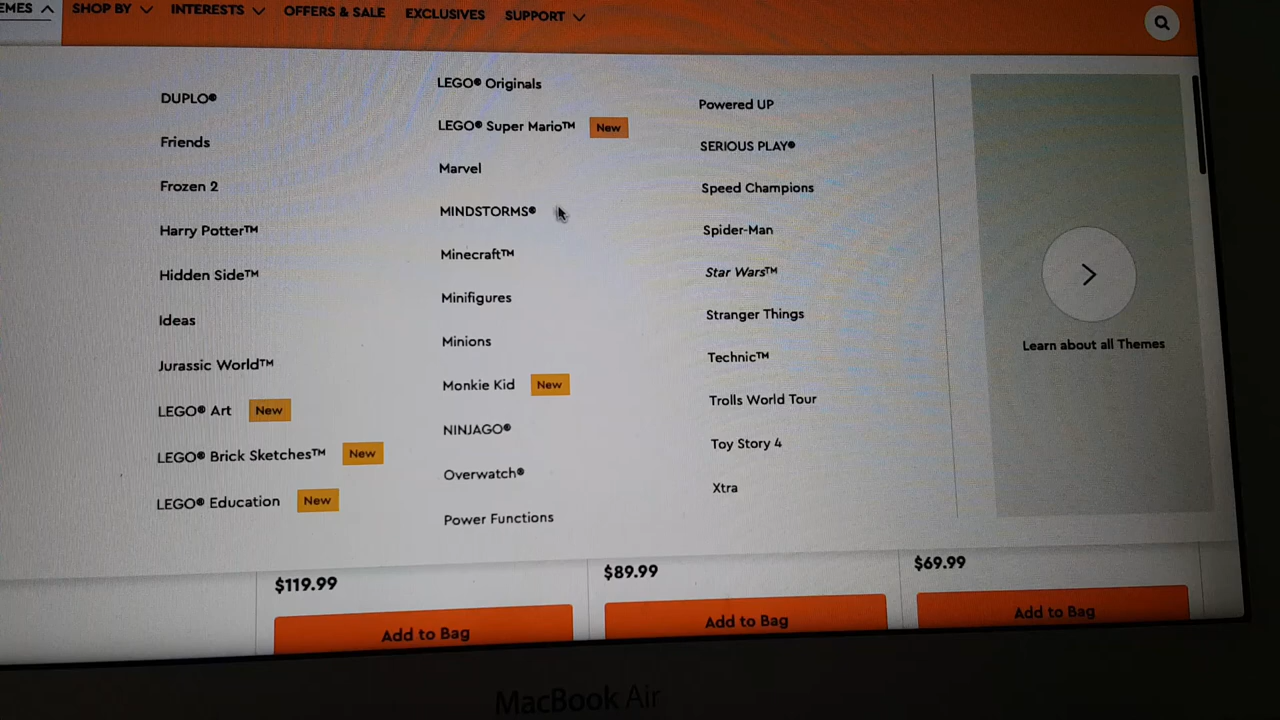 EMES SHOP BY INTERESTS OFFERS & SALE EXCLUSIVES SUPPORT
DUPLO®
Friends
Frozen 2
Harry Potter™
Hidden Side™
Ideas
Jurassic World™
LEGO® Art New
LEGO® Brick Sketches™ New
LEGO® Education New
LEGO® Originals
LEGO® Super Mario™ New
Marvel
MINDSTORMS®
Minecraft™
Minifigures
Minions
Monkie Kid New
NINJAGO®
Overwatch®
Power Functions
Powered UP
SERIOUS PLAY®
Speed Champions
Spider-Man
Star Wars™
Stranger Things
Technic™
Trolls World Tour
Toy Story 4
Xtra
Learn about all Themes
$119.99 $89.99 $69.99
Add to Bag Add to Bag Add to Bag
MacBook Air